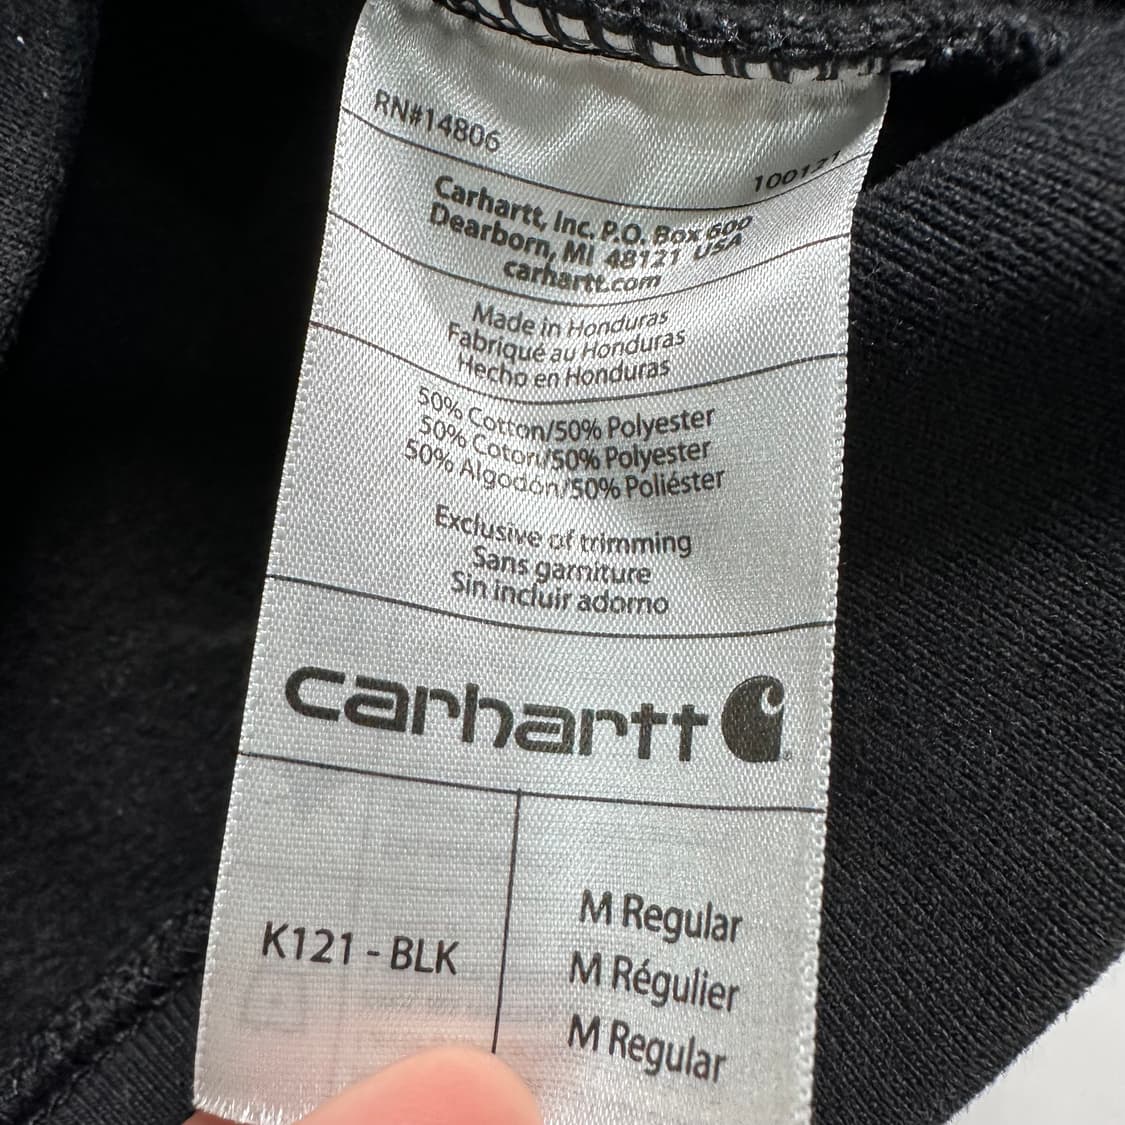 RN#14806
100121
Carhartt, Inc. P.O. Box 600
Dearborn, MI 48121 USA
carhartt.com
Made in Honduras
Fabriqué au Honduras
Hecho en Honduras
50% Cotton/50% Polyester
50% Coton/50% Polyester
50% Algodón/50% Poliéster
Exclusive of trimming
Sans garniture
Sin incluir adorno
carhartt
K121 - BLK
M Regular
M Régulier
M Regular